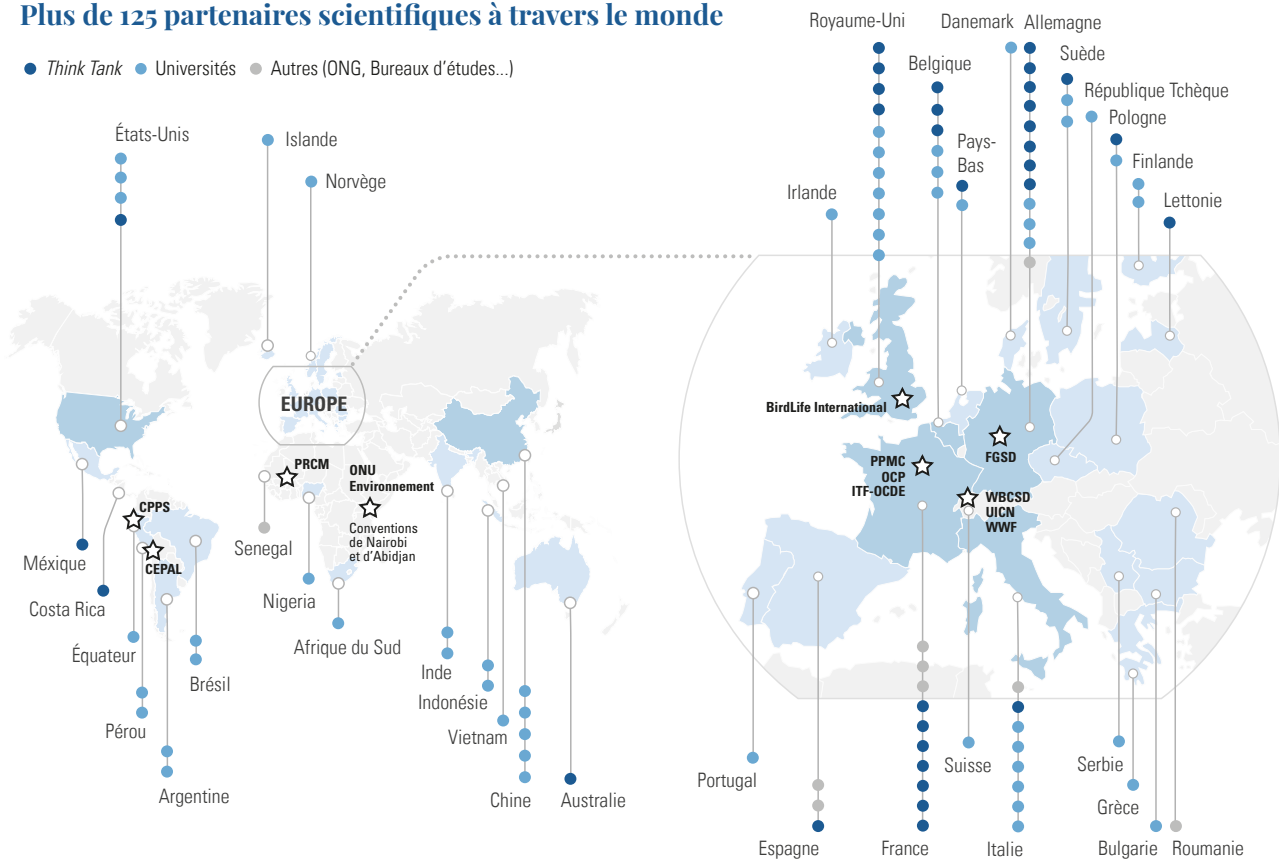 Plus de 125 partenaires scientifiques à travers le monde
Think Tank
Universités
Autres (ONG, Bureaux d'études...)
États-Unis
Islande
Norvège
EUROPE
PRCM
ONU
Environnement
Conventions
de Nairobi
et d'Abidjan
CPPS
CEPAL
Méxique
Costa Rica
Équateur
Pérou
Argentine
Brésil
Senegal
Nigeria
Afrique du Sud
Inde
Indonésie
Vietnam
Chine
Australie
Royaume-Uni
Danemark
Allemagne
Belgique
Suède
République Tchèque
Pologne
Pays-
Bas
Finlande
Irlande
Lettonie
BirdLife International
FGSD
PPMC
OCP
ITF-OCDE
WBCSD
UICN
WWF
Portugal
Espagne
France
Suisse
Italie
Serbie
Grèce
Bulgarie
Roumanie